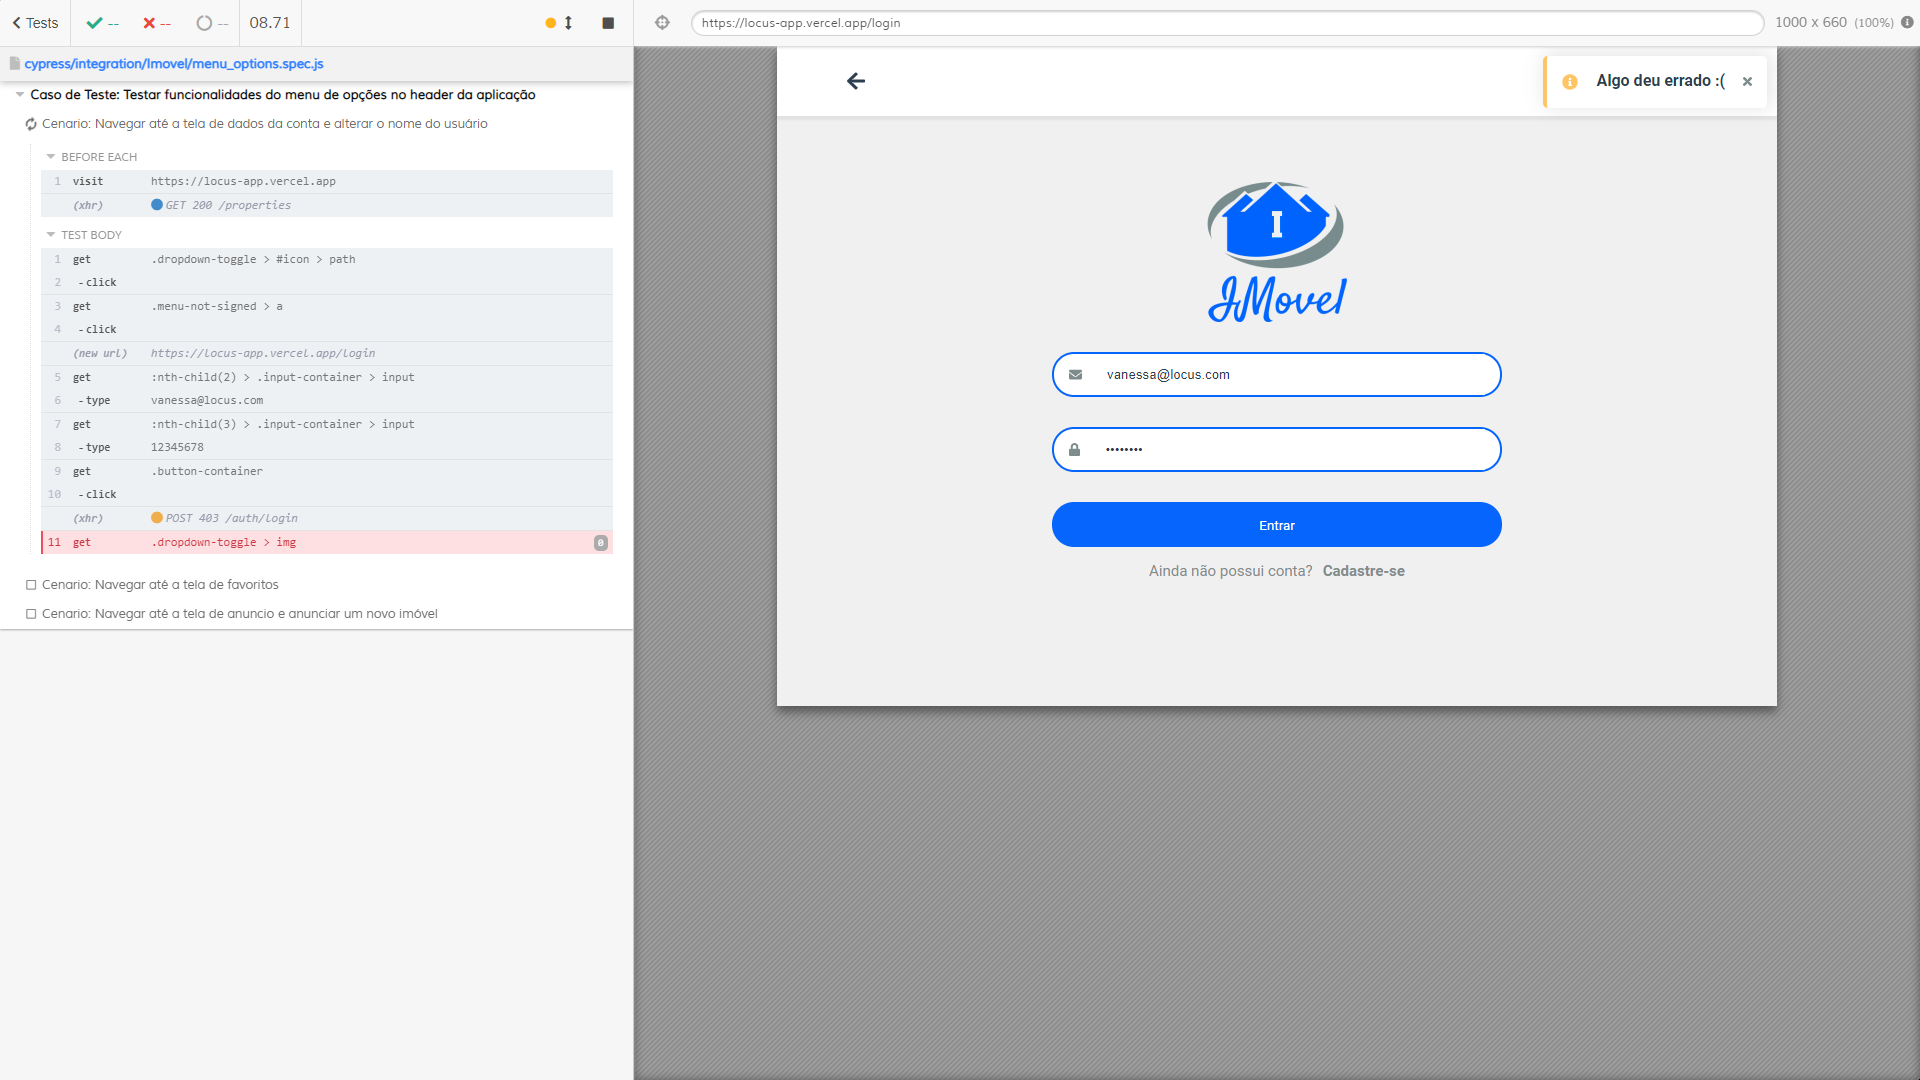 Tests -- -- -- 08.71
https://locus-app.vercel.app/login 1000 x 660 (100%)
cypress/integration/Imovel/menu_options.spec.js
Caso de Teste: Testar funcionalidades do menu de opções no header da aplicação
Cenario: Navegar até a tela de dados da conta e alterar o nome do usuário
BEFORE EACH
1 visit https://locus-app.vercel.app
(xhr) GET 200 /properties
TEST BODY
1 get .dropdown-toggle > #icon > path
2 -click
3 get .menu-not-signed > a
4 -click
(new url) https://locus-app.vercel.app/login
5 get :nth-child(2) > .input-container > input
6 -type vanessa@locus.com
7 get :nth-child(3) > .input-container > input
8 -type 12345678
9 get .button-container
10 -click
(xhr) POST 403 /auth/login
11 get .dropdown-toggle > img 0
Cenario: Navegar até a tela de favoritos
Cenario: Navegar até a tela de anuncio e anunciar um novo imóvel
Algo deu errado :(
I
IMovel
vanessa@locus.com
••••••••
Entrar
Ainda não possui conta? Cadastre-se